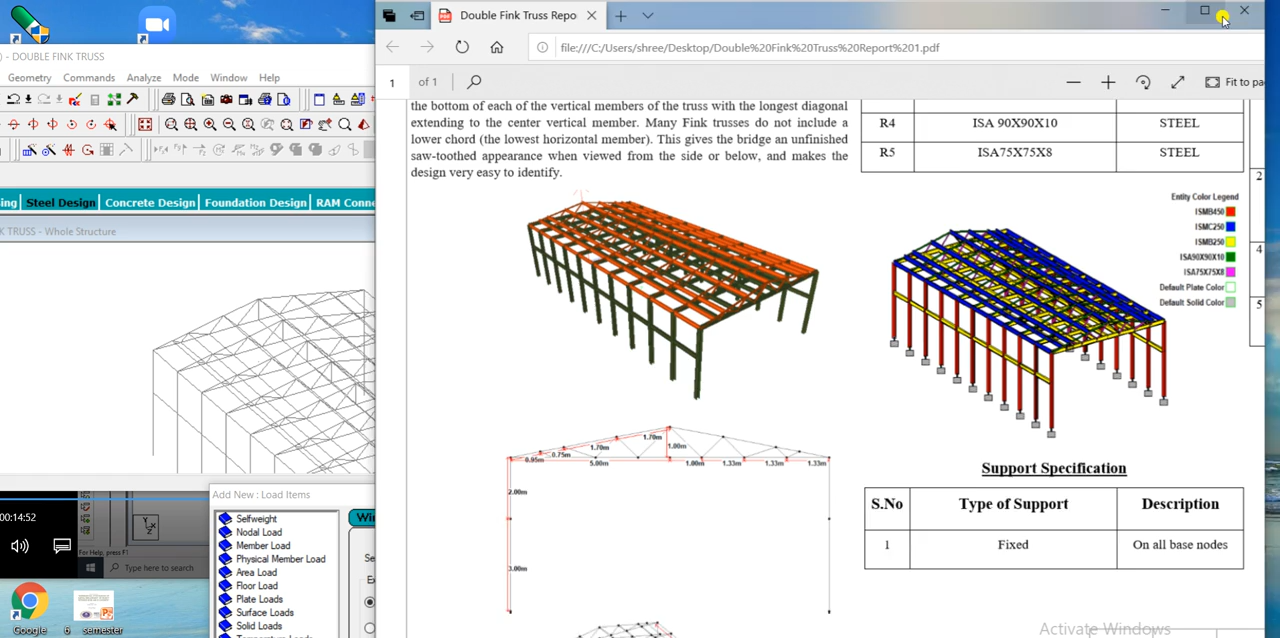 ) - DOUBLE FINK TRUSS
Geometry Commands Analyze Mode Window Help
Steel Design Concrete Design Foundation Design RAM Conne
K TRUSS - Whole Structure
Double Fink Truss Repo
file:///C:/Users/shree/Desktop/Double%20Fink%20Truss%20Report%201.pdf
1 of 1
Fit to pa
the bottom of each of the vertical members of the truss with the longest diagonal
extending to the center vertical member. Many Fink trusses do not include a
lower chord (the lowest horizontal member). This gives the bridge an unfinished
saw-toothed appearance when viewed from the side or below, and makes the
design very easy to identify.
R4 ISA 90X90X10 STEEL
R5 ISA75X75X8 STEEL
2
4
5
Entity Color Legend
ISMB450
ISMC250
ISMB250
ISA90X90X10
ISA75X75X8
Default Plate Color
Default Solid Color
1.70m
1.70m
1.00m
0.75m
0.95m
5.00m
1.00m
1.33m
1.33m
1.33m
2.00m
3.00m
Support Specification
S.No Type of Support Description
1 Fixed On all base nodes
Add New : Load Items
Selfweight
Nodal Load
Member Load
Physical Member Load
Area Load
Floor Load
Plate Loads
Surface Loads
Solid Loads
00:14:52
For Help, press F1
Type here to search
Google
6 semester
Activate Windows